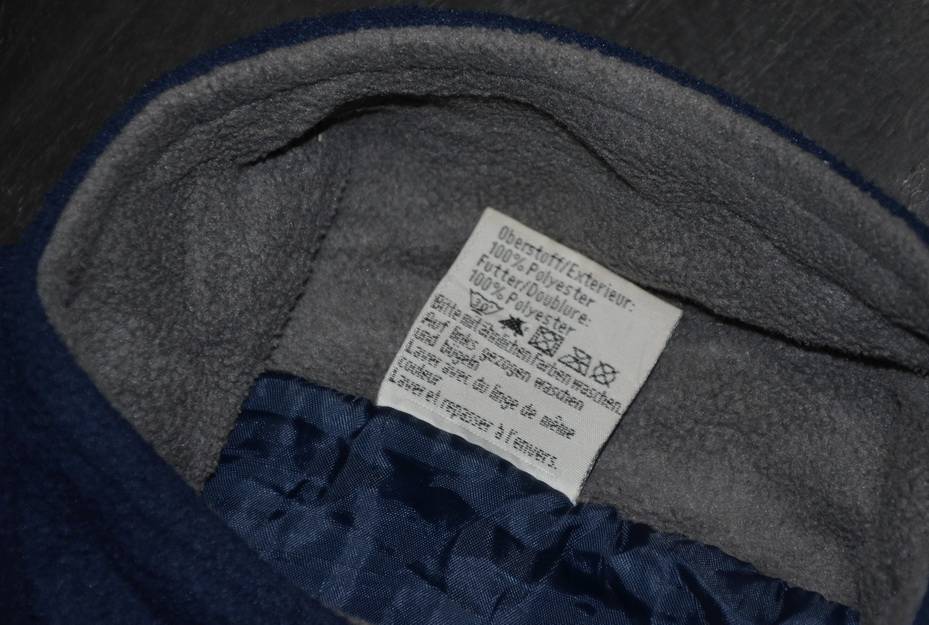 Oberstoff/Exterieur:
100% Polyester
Futter/Doublure:
100% Polyester
30°
Bitte mit ähnlichen Farben waschen.
Auf links gezogen waschen
und bügeln
Laver avec du linge de même
couleur
Laver et repasser à l'envers.